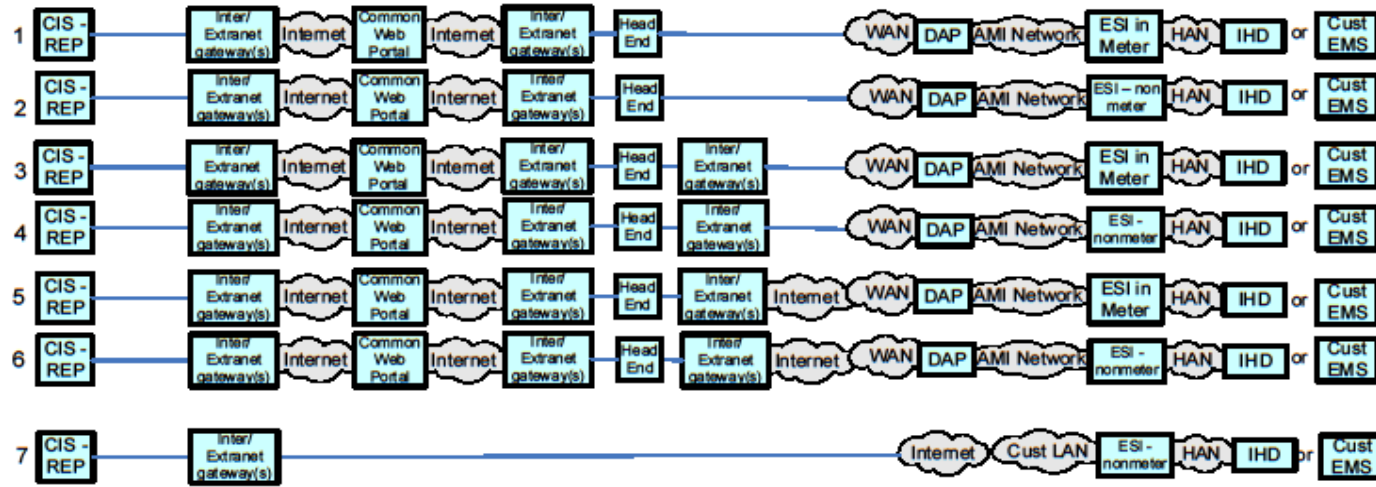 1
CIS -
REP
Inter/
Extranet
gateway(s)
Internet
Common
Web
Portal
Internet
Inter/
Extranet
gateway(s)
Head
End
WAN
DAP
AMI Network
ESI in
Meter
HAN
IHD
or
Cust
EMS
2
CIS -
REP
Inter/
Extranet
gateway(s)
Internet
Common
Web
Portal
Internet
Inter/
Extranet
gateway(s)
Head
End
WAN
DAP
AMI Network
ESI – non
meter
HAN
IHD
or
Cust
EMS
3
CIS -
REP
Inter/
Extranet
gateway(s)
Internet
Common
Web
Portal
Internet
Inter/
Extranet
gateway(s)
Head
End
Inter/
Extranet
gateway(s)
WAN
DAP
AMI Network
ESI in
Meter
HAN
IHD
or
Cust
EMS
4
CIS -
REP
Inter/
Extranet
gateway(s)
Internet
Common
Web
Portal
Internet
Inter/
Extranet
gateway(s)
Head
End
Inter/
Extranet
gateway(s)
WAN
DAP
AMI Network
ESI -
nonmeter
HAN
IHD
or
Cust
EMS
5
CIS -
REP
Inter/
Extranet
gateway(s)
Internet
Common
Web
Portal
Internet
Inter/
Extranet
gateway(s)
Head
End
Inter/
Extranet
gateway(s)
Internet
WAN
DAP
AMI Network
ESI in
Meter
HAN
IHD
or
Cust
EMS
6
CIS -
REP
Inter/
Extranet
gateway(s)
Internet
Common
Web
Portal
Internet
Inter/
Extranet
gateway(s)
Head
End
Inter/
Extranet
gateway(s)
Internet
WAN
DAP
AMI Network
ESI -
nonmeter
HAN
IHD
or
Cust
EMS
7
CIS -
REP
Inter/
Extranet
gateway(s)
Internet
Cust LAN
ESI -
nonmeter
HAN
IHD
or
Cust
EMS